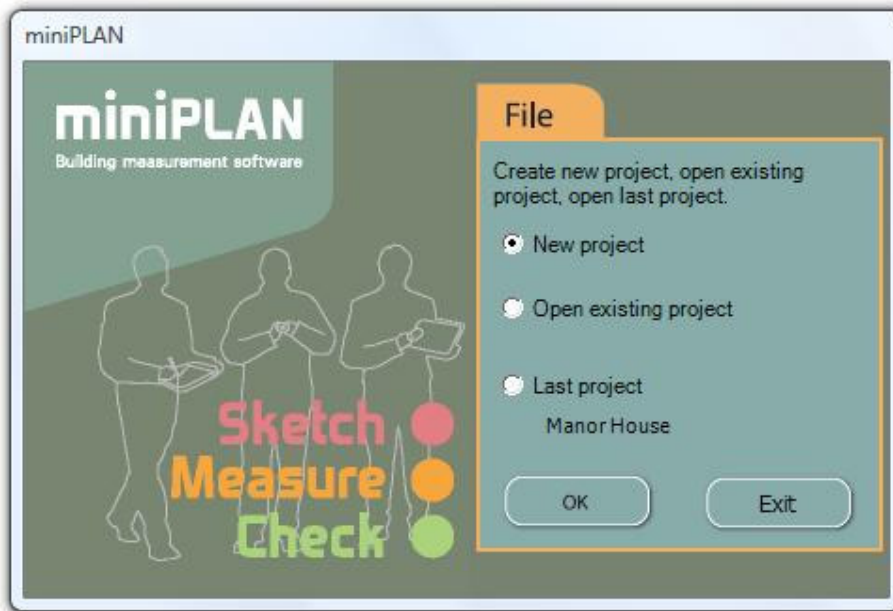 miniPLAN
miniPLAN
Building measurement software
File
Create new project, open existing
project, open last project.
New project
Open existing project
Last project
Manor House
Sketch
Measure
Check
OK
Exit